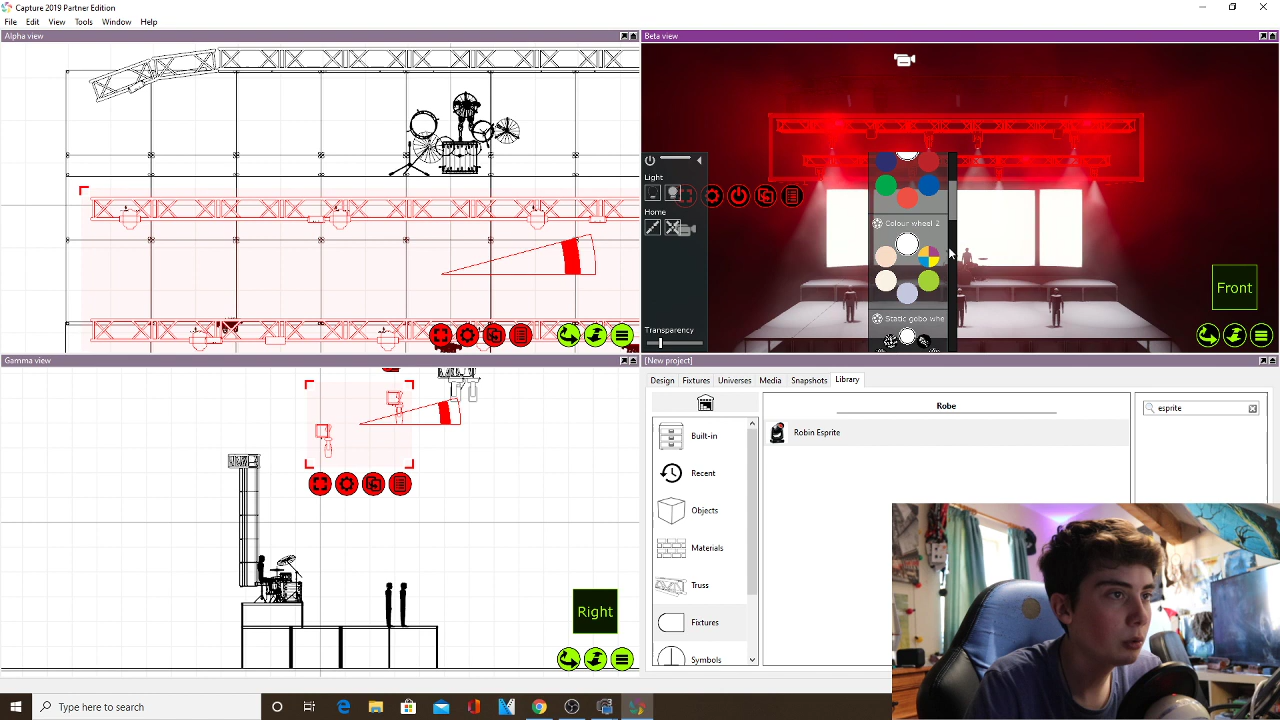 Capture 2019 Partner Edition
File Edit View Tools Window Help
Alpha view
Beta view
Light
Home
Transparency
Colour wheel 2
Static gobo whe
Front
Gamma view
Right
[New project]
Design Fixtures Universes Media Snapshots Library
Built-in
Recent
Objects
Materials
Truss
Fixtures
Symbols
Robe
Robin Esprite
esprite
Type here to search